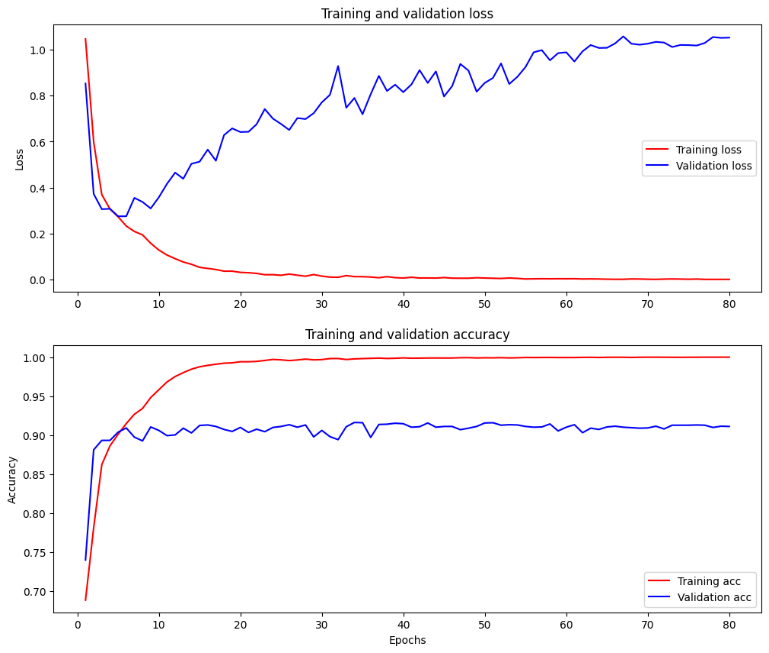 Training and validation loss
1.0
0.8
0.6
0.4
0.2
0.0
Loss
Training loss
Validation loss
0 10 20 30 40 50 60 70 80
Training and validation accuracy
1.00
0.95
0.90
0.85
0.80
0.75
0.70
Accuracy
Training acc
Validation acc
0 10 20 30 40 50 60 70 80
Epochs